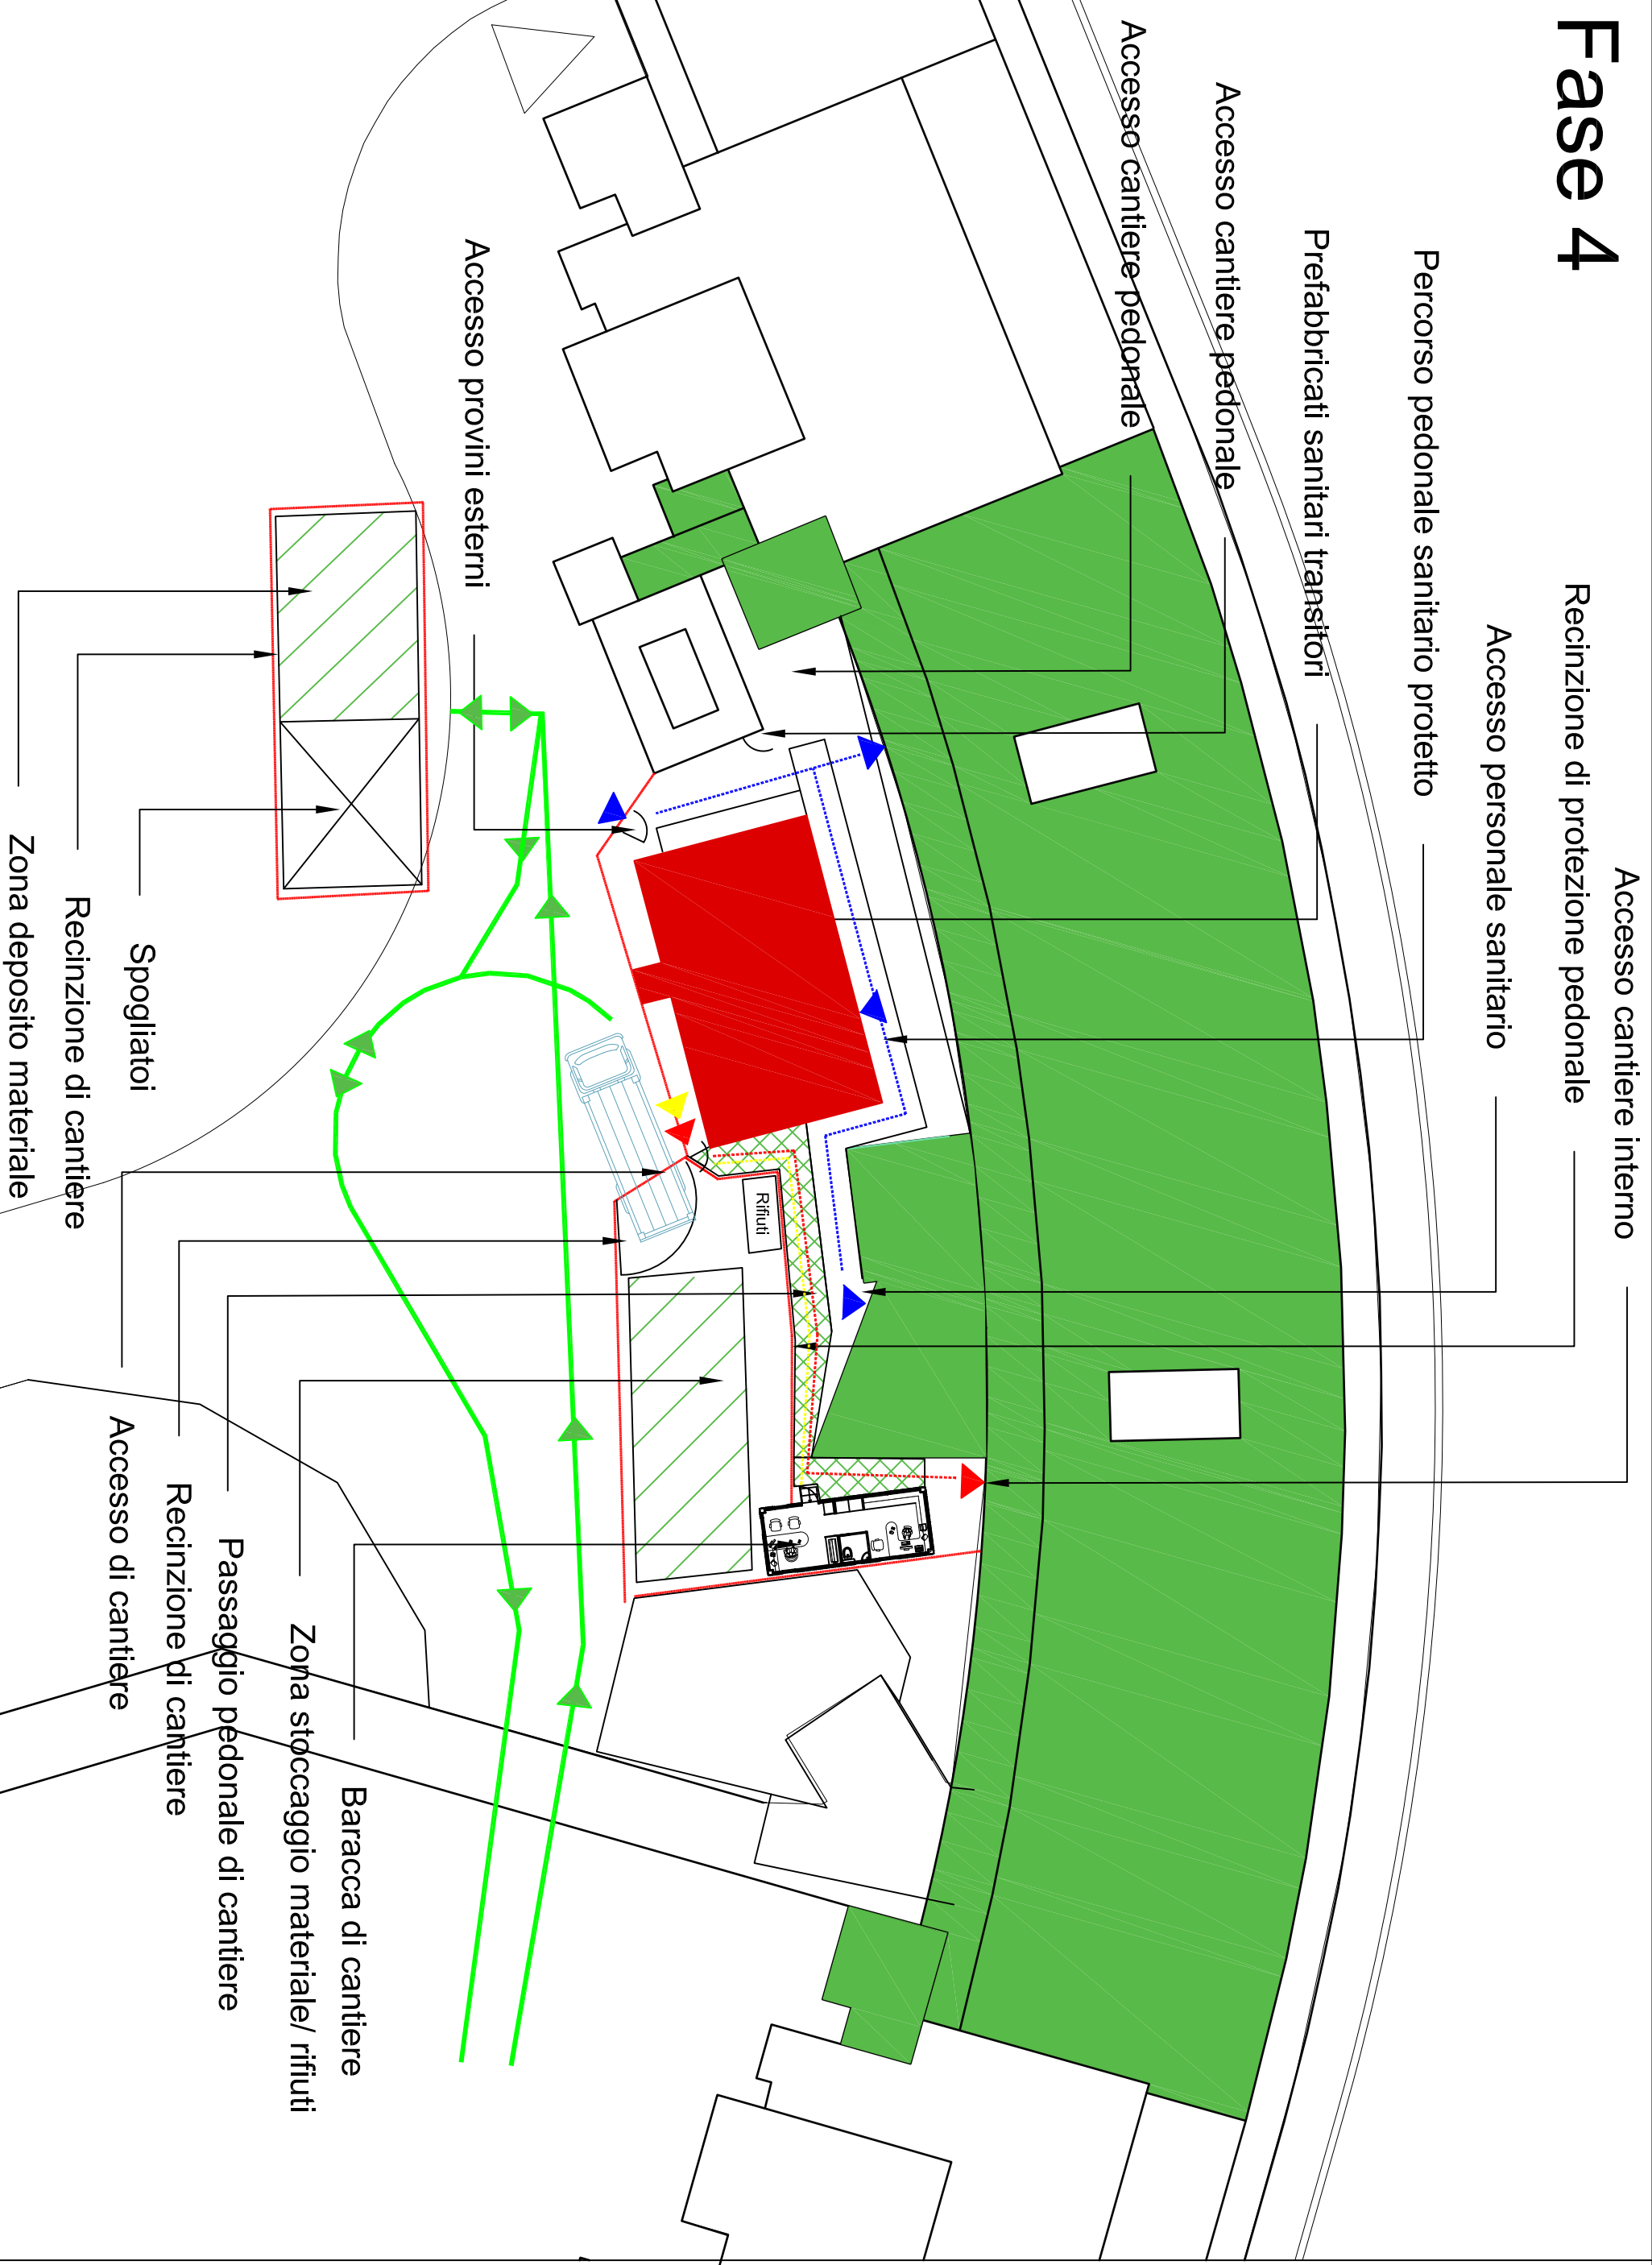 Fase 4
Accesso cantiere interno
Recinzione di protezione pedonale
Accesso personale sanitario
Percorso pedonale sanitario protetto
Prefabbricati sanitari transitori
Accesso cantiere pedonale
Accesso cantiere pedonale
Accesso provini esterni
Rifiuti
Baracca di cantiere
Zona stoccaggio materiale/ rifiuti
Passaggio pedonale di cantiere
Recinzione di cantiere
Accesso di cantiere
Spogliatoi
Recinzione di cantiere
Zona deposito materiale